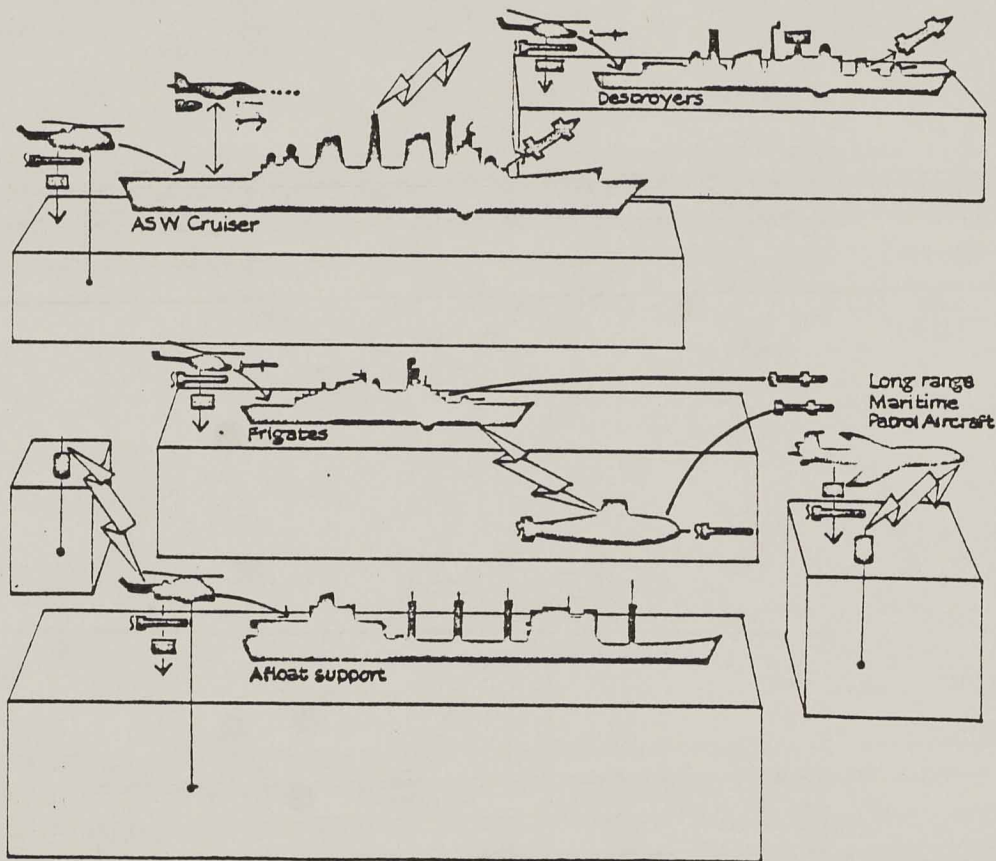 Destroyers
ASW Cruiser
Frigates
Long range
Maritime
Patrol Aircraft
Afloat support